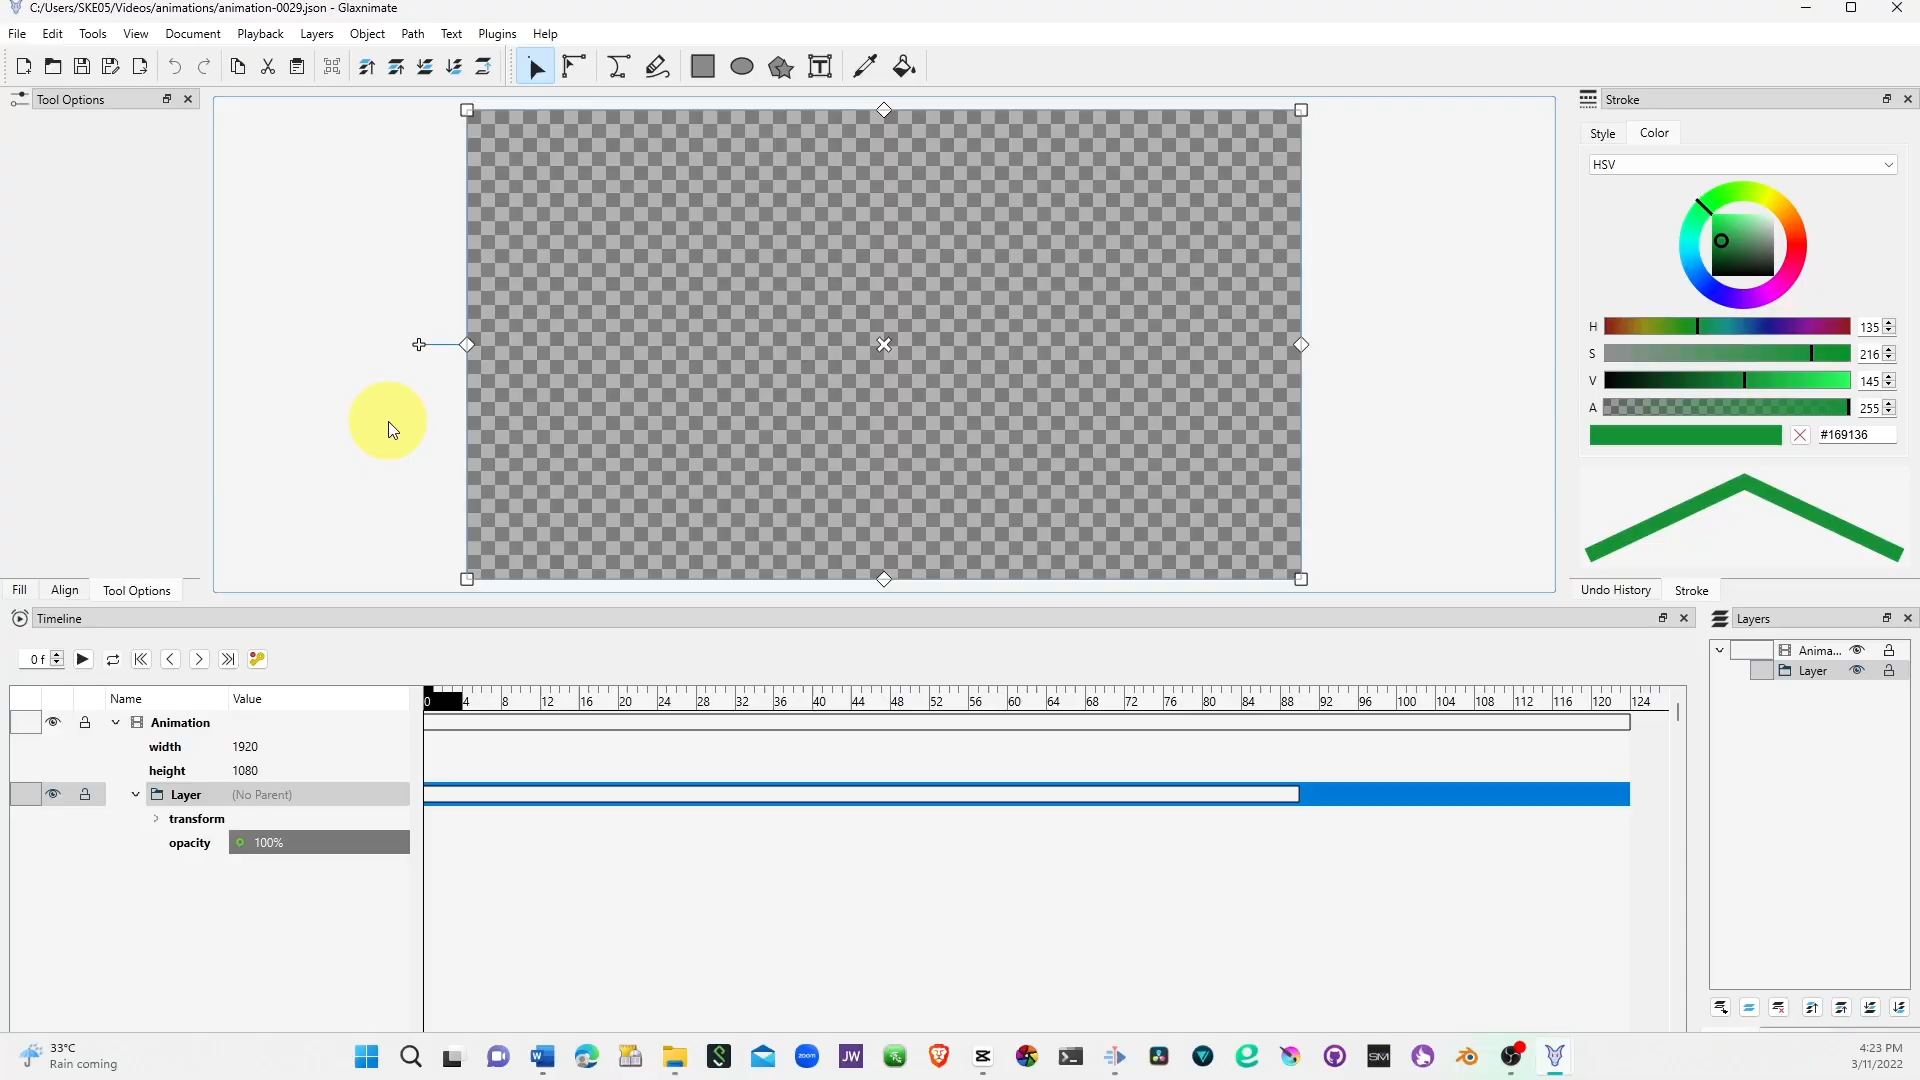 C:/Users/SKE05/Videos/animations/animation-0029.json - Glaxnimate
File Edit Tools View Document Playback Layers Object Path Text Plugins Help
Tool Options
Stroke
Style Color
HSV
H 135
S 216
V 145
A 255
#169136
Fill Align Tool Options
Undo History Stroke
Timeline
Layers
0 f
Anima...
Layer
Name Value
0 4 8 12 16 20 24 28 32 36 40 44 48 52 56 60 64 68 72 76 80 84 88 92 96 100 104 108 112 116 120 124
Animation
width 1920
height 1080
Layer (No Parent)
transform
opacity 100%
33°C
Rain coming
zoom
JW
SM
4:23 PM
3/11/2022